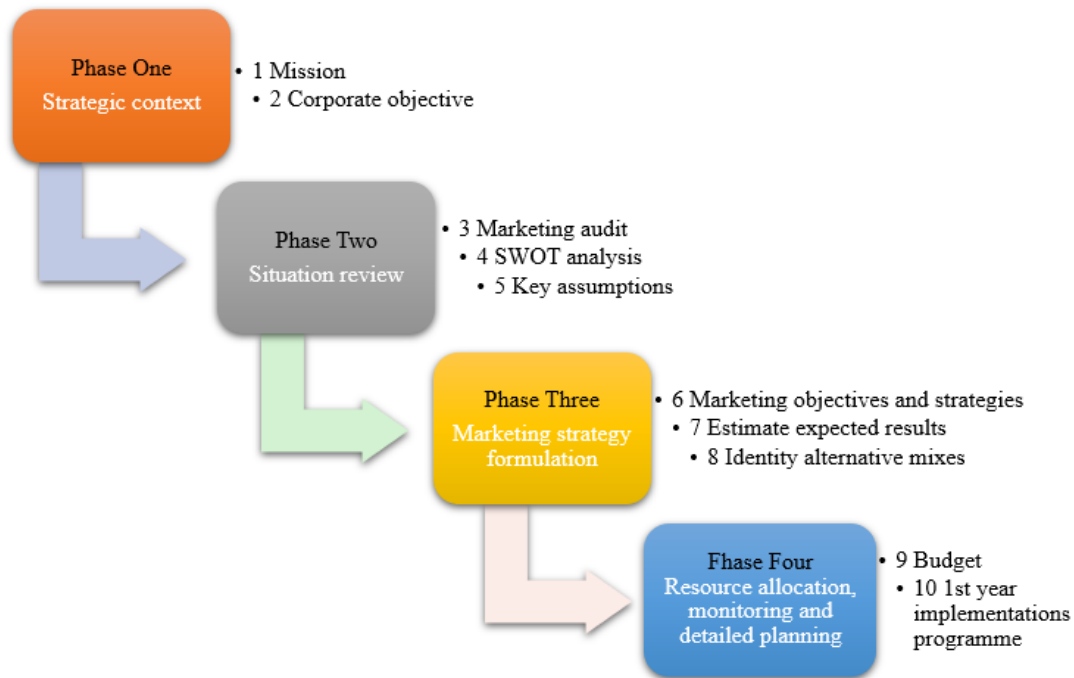 Phase One
Strategic context
• 1 Mission
• 2 Corporate objective
Phase Two
Situation review
• 3 Marketing audit
• 4 SWOT analysis
• 5 Key assumptions
Phase Three
Marketing strategy
formulation
• 6 Marketing objectives and strategies
• 7 Estimate expected results
• 8 Identity alternative mixes
Fhase Four
Resource allocation,
monitoring and
detailed planning
• 9 Budget
• 10 1st year
implementations
programme